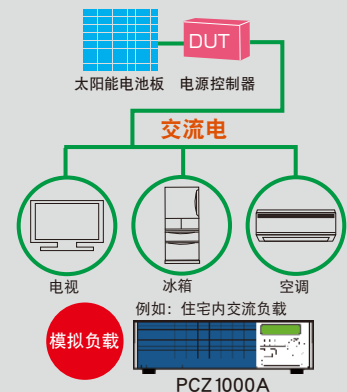 DUT
太阳能电池板 电源控制器
交流电
电视 冰箱 空调
例如：住宅内交流负载
模拟负载
PCZ1000A